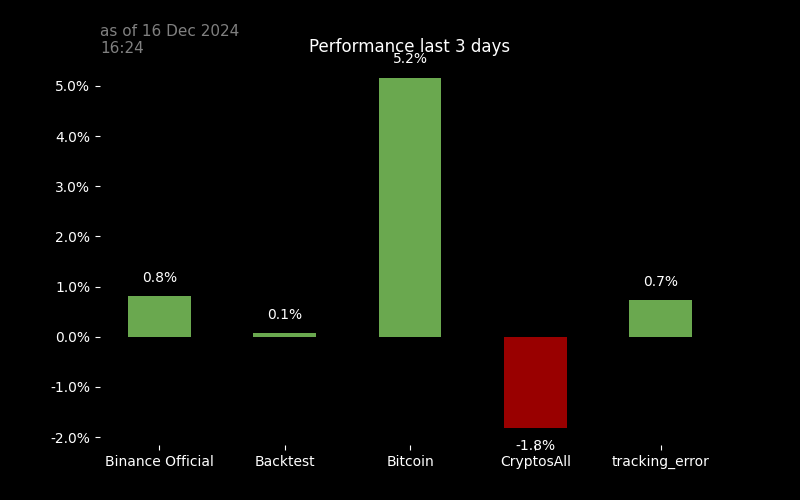 as of 16 Dec 2024
16:24
Performance last 3 days
5.2%
5.0%
4.0%
3.0%
2.0%
1.0%
0.0%
-1.0%
-2.0%
0.8%
0.1%
-1.8%
0.7%
Binance Official
Backtest
Bitcoin
CryptosAll
tracking_error